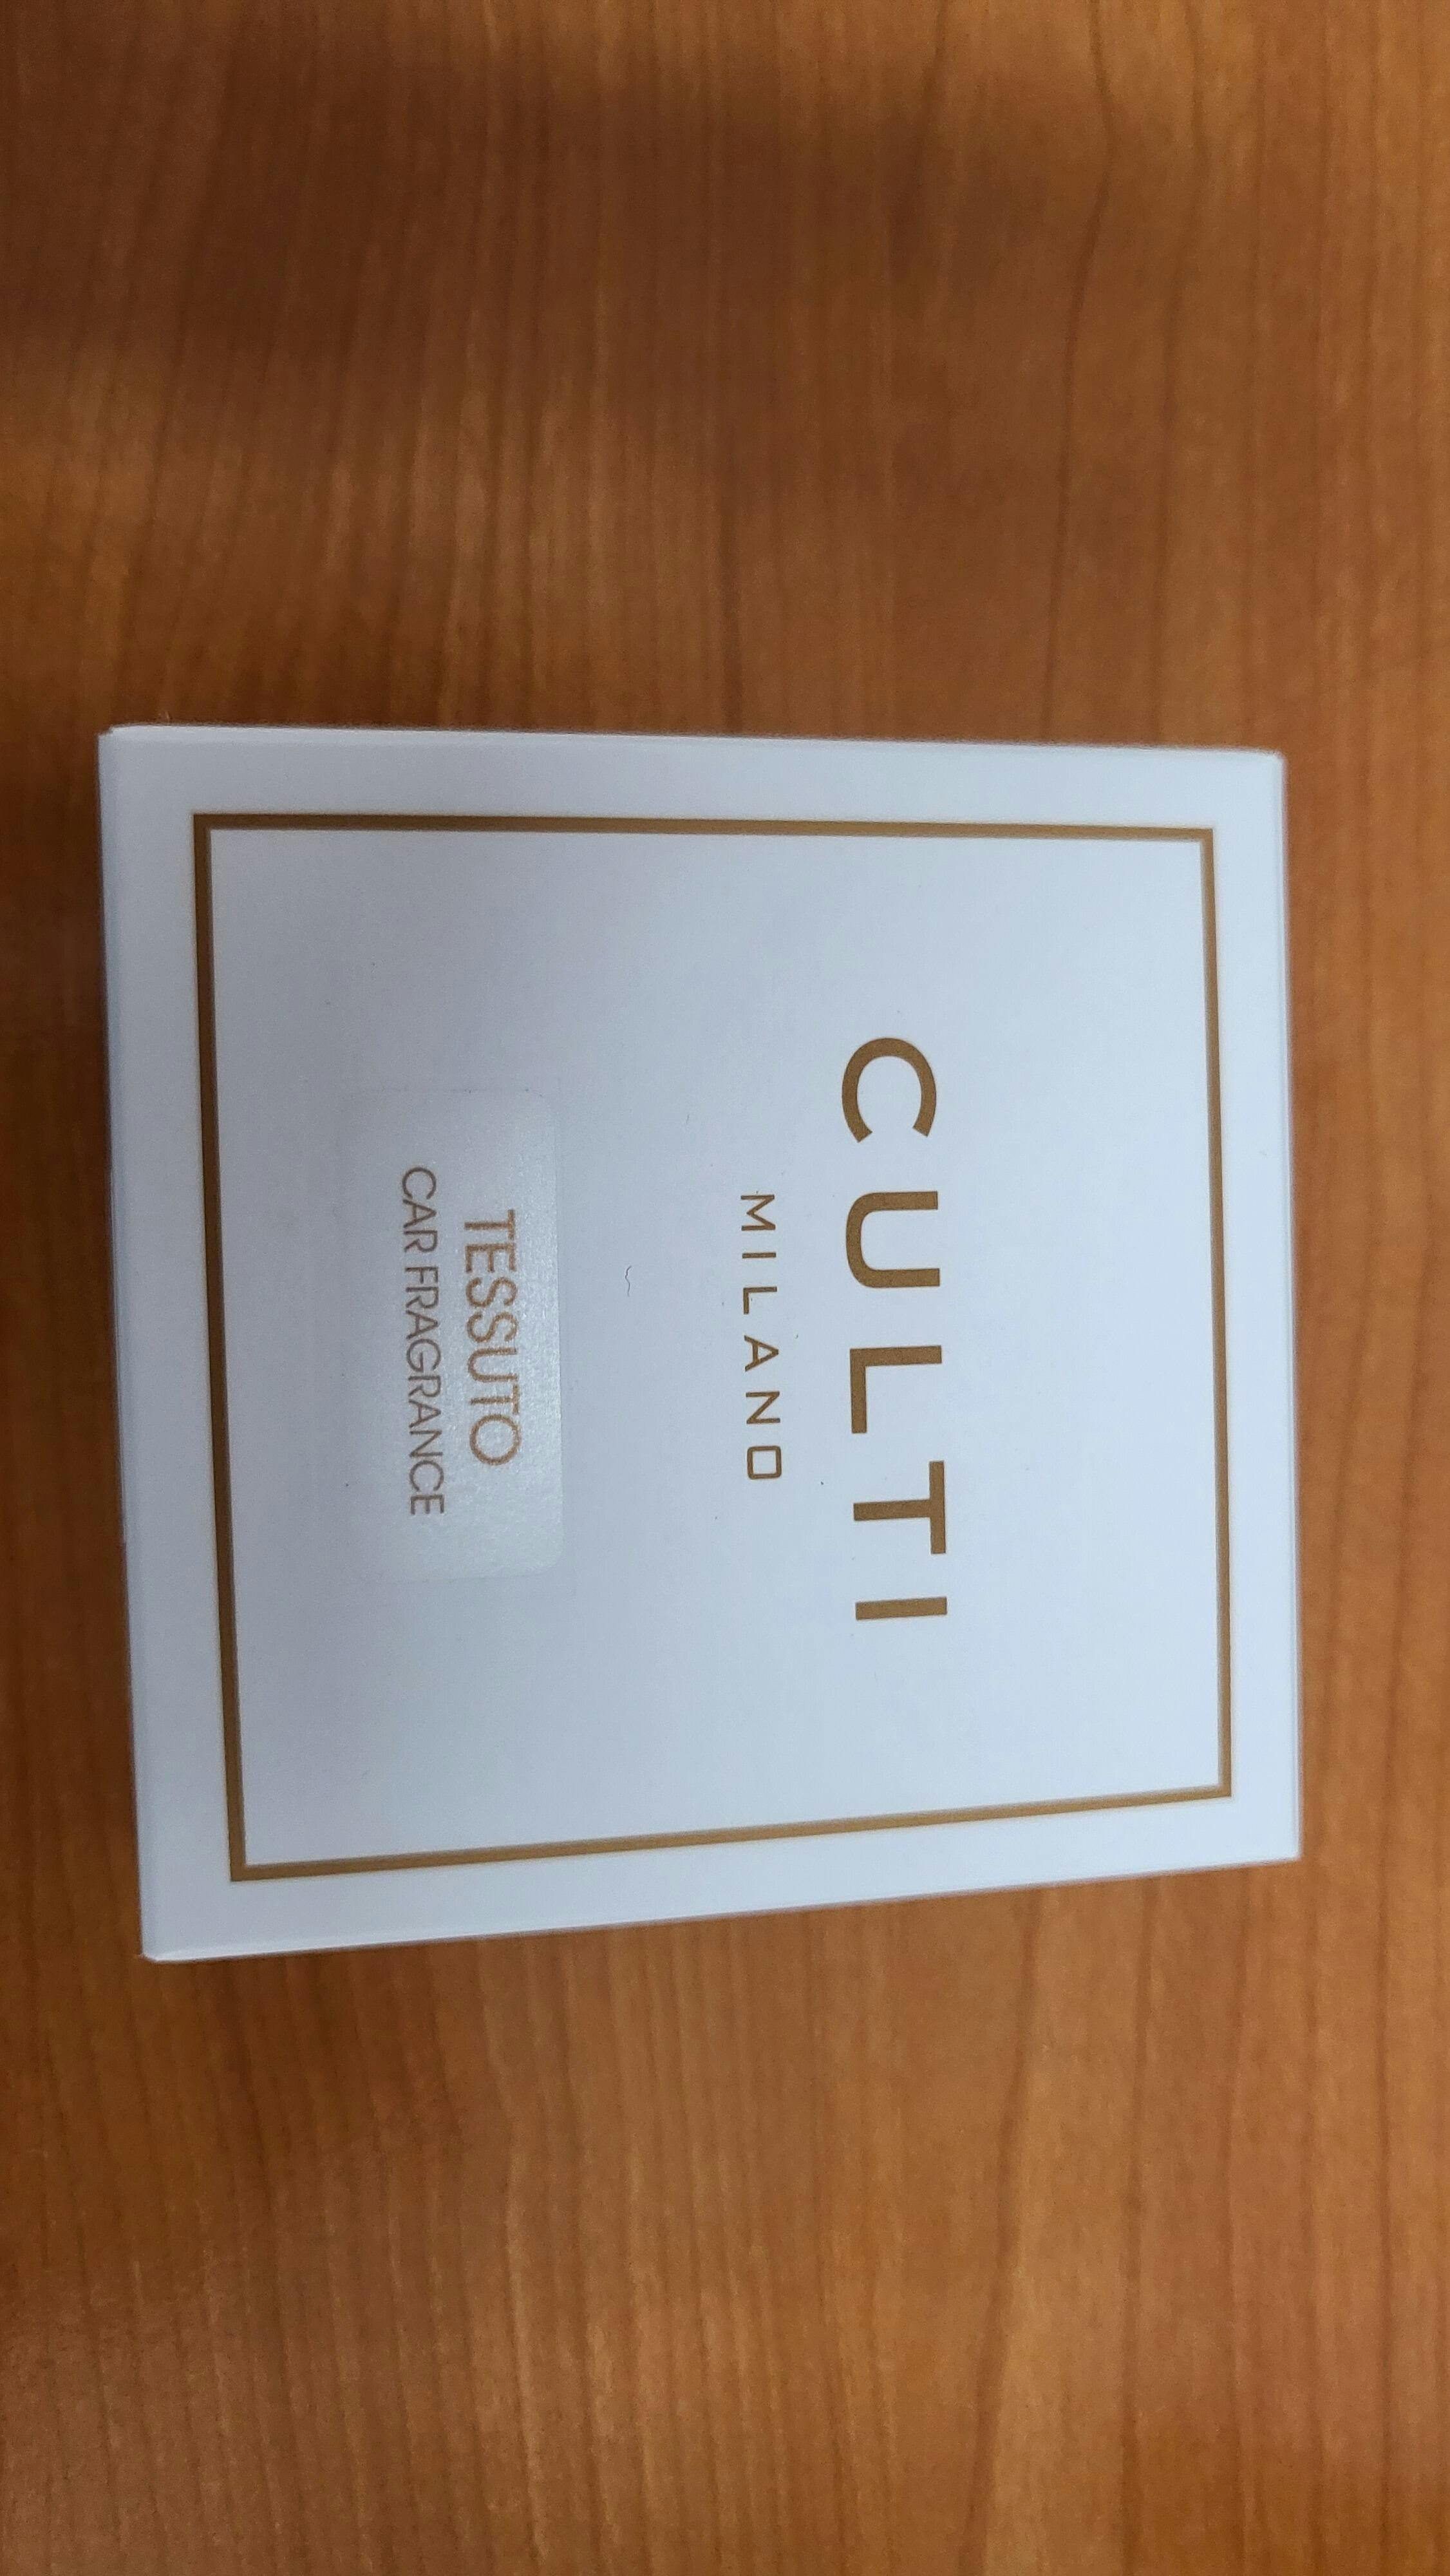 CULTI
MILANO
TESSUTO
CAR FRAGRANCE